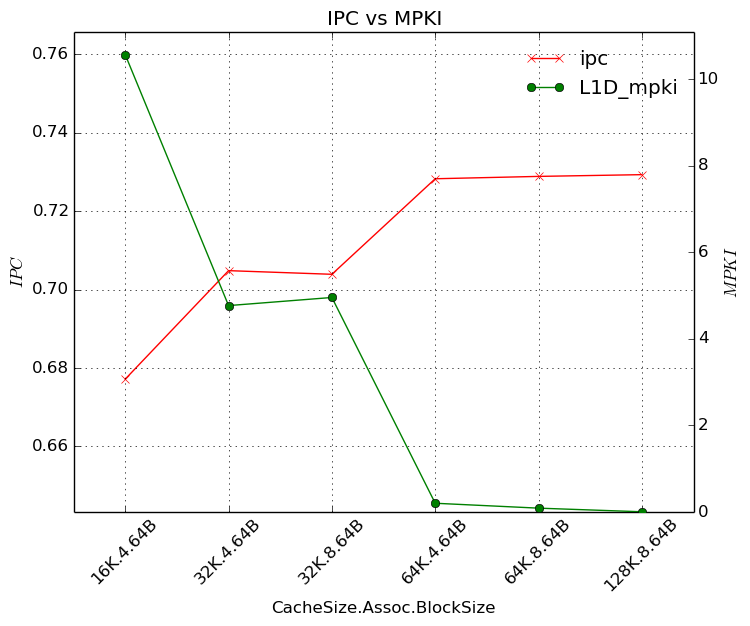 IPC vs MPKI
ipc
L1D_mpki
0.76
0.74
0.72
0.70
0.68
0.66
IPC
10
8
6
4
2
0
MPKI
16K.4.64B
32K.4.64B
32K.8.64B
64K.4.64B
64K.8.64B
128K.8.64B
CacheSize.Assoc.BlockSize